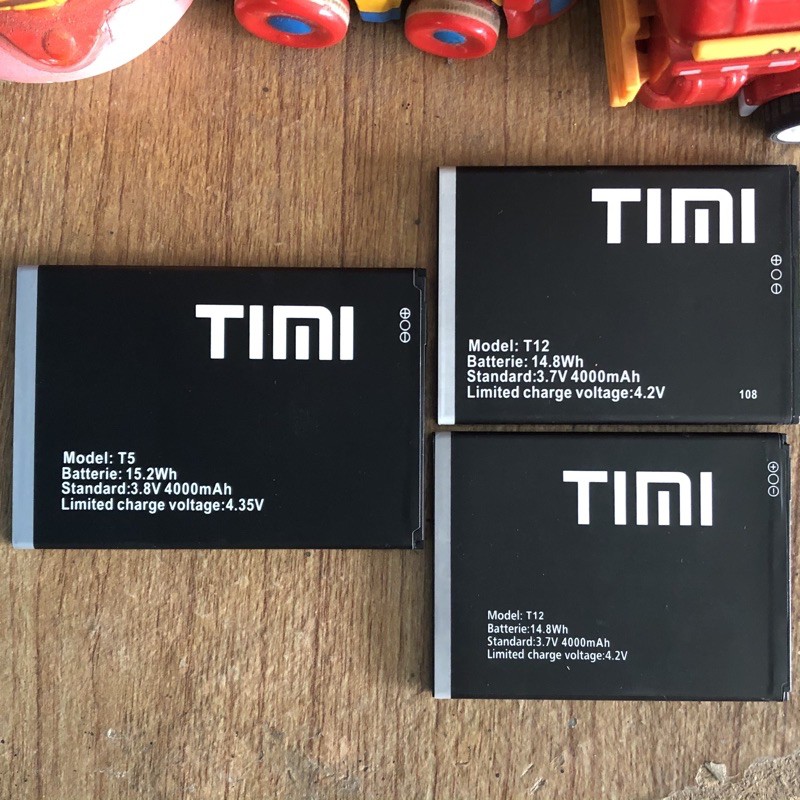 TIMI
Model: T5
Batterie: 15.2Wh
Standard:3.8V 4000mAh
Limited charge voltage:4.35V
TIMI
Model: T12
Batterie: 14.8Wh
Standard:3.7V 4000mAh
Limited charge voltage:4.2V
108
TIMI
Model: T12
Batterie:14.8Wh
Standard:3.7V 4000mAh
Limited charge voltage:4.2V